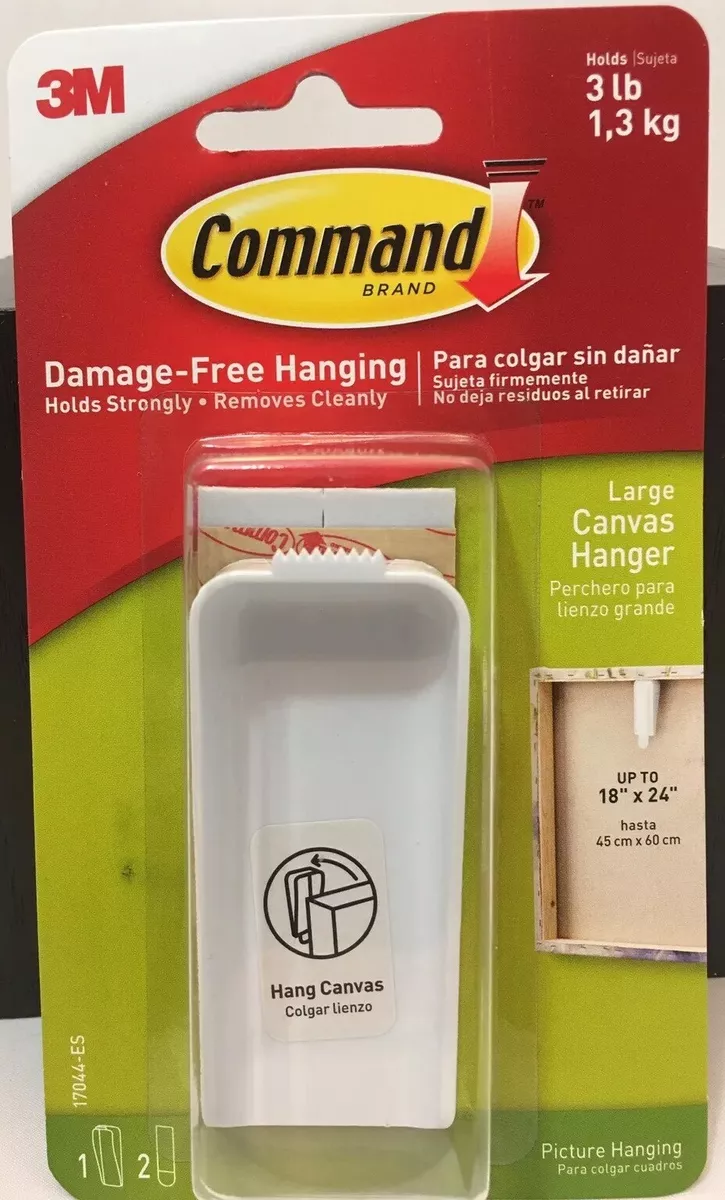 3M
Holds | Sujeta
3 lb
1,3 kg
Command™
BRAND
Damage-Free Hanging
Holds Strongly • Removes Cleanly
Para colgar sin dañar
Sujeta firmemente
No deja residuos al retirar
Large
Canvas
Hanger
Perchero para
lienzo grande
UP TO
18" x 24"
hasta
45 cm x 60 cm
Hang Canvas
Colgar lienzo
17044-ES
1 2
Picture Hanging
Para colgar cuadros